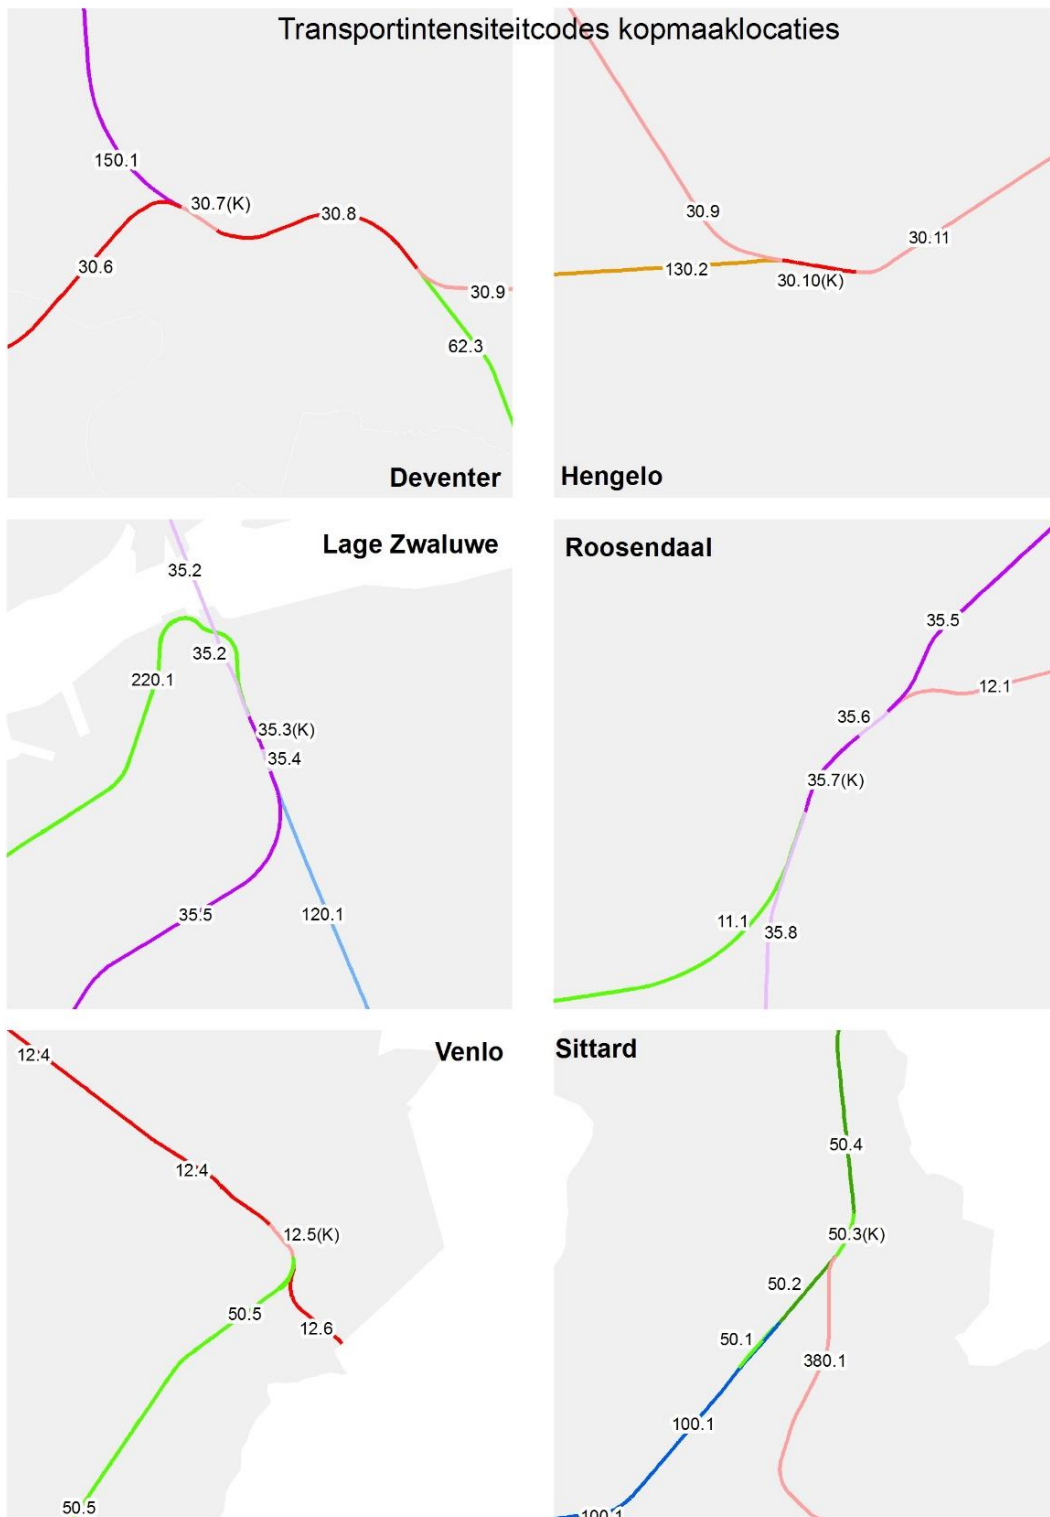 Transportintensiteitcodes kopmaaklocaties
150.1
30.7(K)
30.8
30.6
30.9
62.3
Deventer
30.9
30.11
130.2
30.10(K)
Hengelo
Lage Zwaluwe
35.2
35.2
220.1
35.3(K)
35.4
35.5
120.1
Roosendaal
35.5
12.1
35.6
35.7(K)
11.1
35.8
Venlo
12.4
12.4
12.5(K)
50.5
12.6
50.5
Sittard
50.4
50.3(K)
50.2
50.1
380.1
100.1
100.1